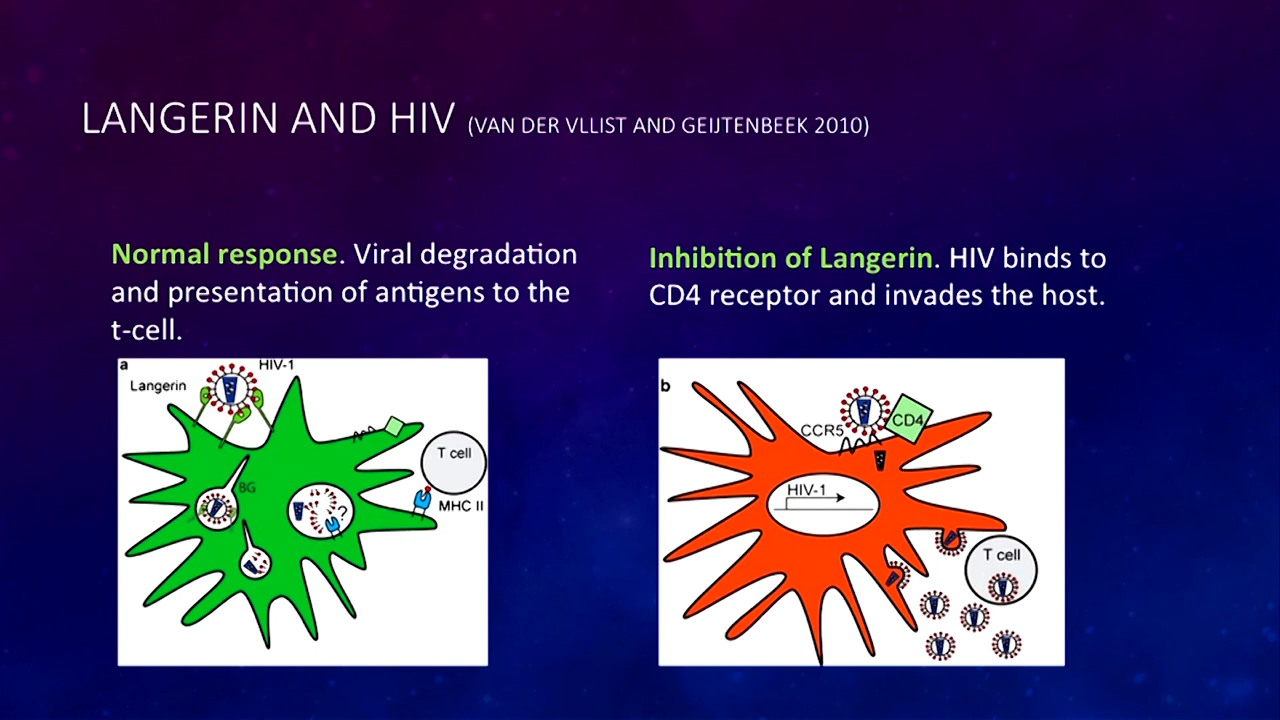 LANGERIN AND HIV (VAN DER VLLIST AND GEIJTENBEEK 2010)
Normal response. Viral degradation
and presentation of antigens to the
t-cell.
Inhibition of Langerin. HIV binds to
CD4 receptor and invades the host.
a
HIV-1
Langerin
T cell
BG
MHC II
?
b
CD4
CCR5
HIV-1
T cell